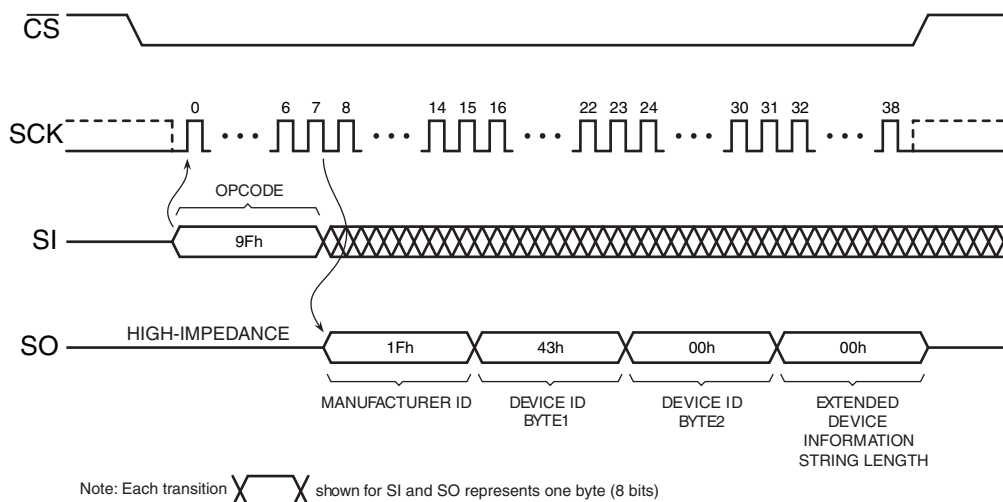 CS
0 6 7 8 14 15 16 22 23 24 30 31 32 38
SCK
OPCODE
SI
9Fh
HIGH-IMPEDANCE
SO
1Fh 43h 00h 00h
MANUFACTURER ID
DEVICE ID
BYTE1
DEVICE ID
BYTE2
EXTENDED
DEVICE
INFORMATION
STRING LENGTH
Note: Each transition shown for SI and SO represents one byte (8 bits)